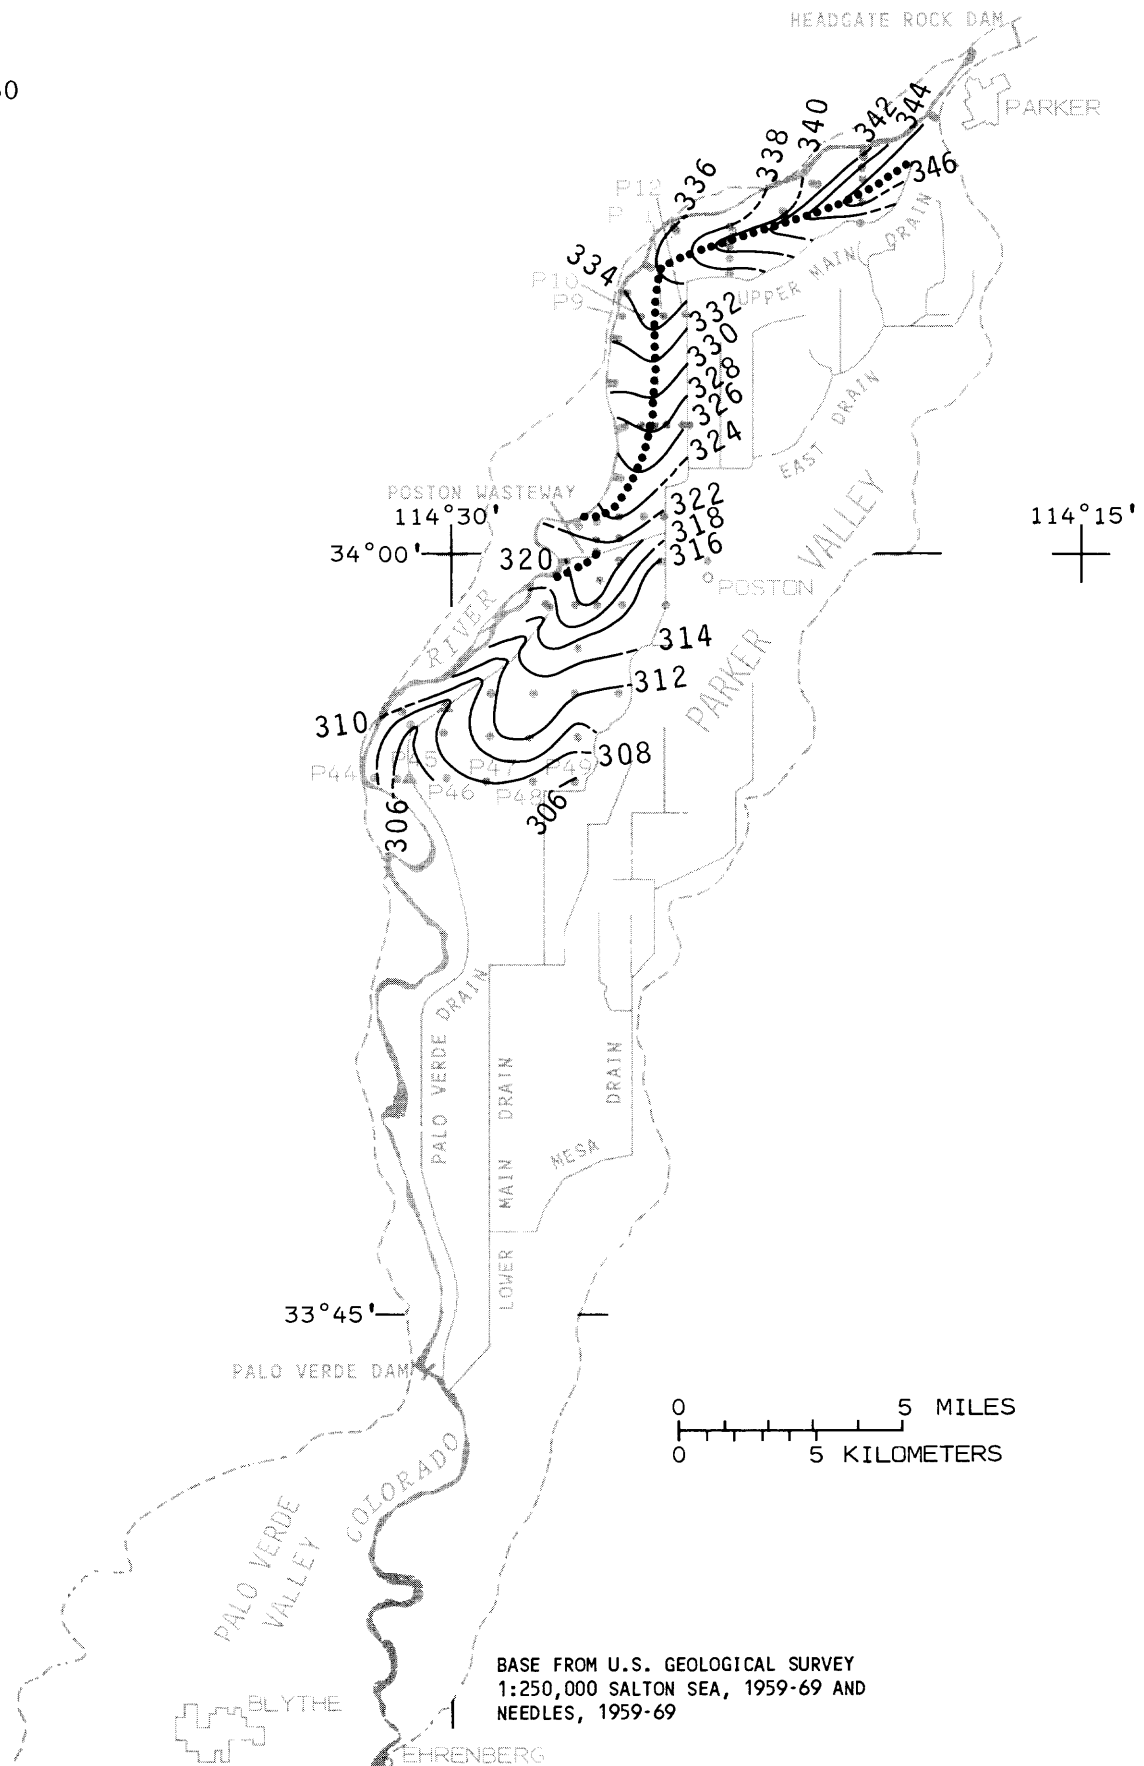 HEADGATE ROCK DAM
PARKER
344
342
340
338
336
346
P12
334
P10
P9
UPPER MAIN DRAIN
332
330
328
326
324
EAST DRAIN
POSTON WASTEWAY
322
318
316
114°30'
114°15'
34°00'
320
POSTON
PARKER VALLEY
RIVER
314
312
310
308
P44
P45
P46
P47
P48
P49
306
306
PALO VERDE DRAIN
LOWER MAIN DRAIN
MESA DRAIN
33°45'
PALO VERDE DAM
0 5 MILES
0 5 KILOMETERS
COLORADO
PALO VERDE
VALLEY
BASE FROM U.S. GEOLOGICAL SURVEY
1:250,000 SALTON SEA, 1959-69 AND
NEEDLES, 1959-69
BLYTHE
EHRENBERG